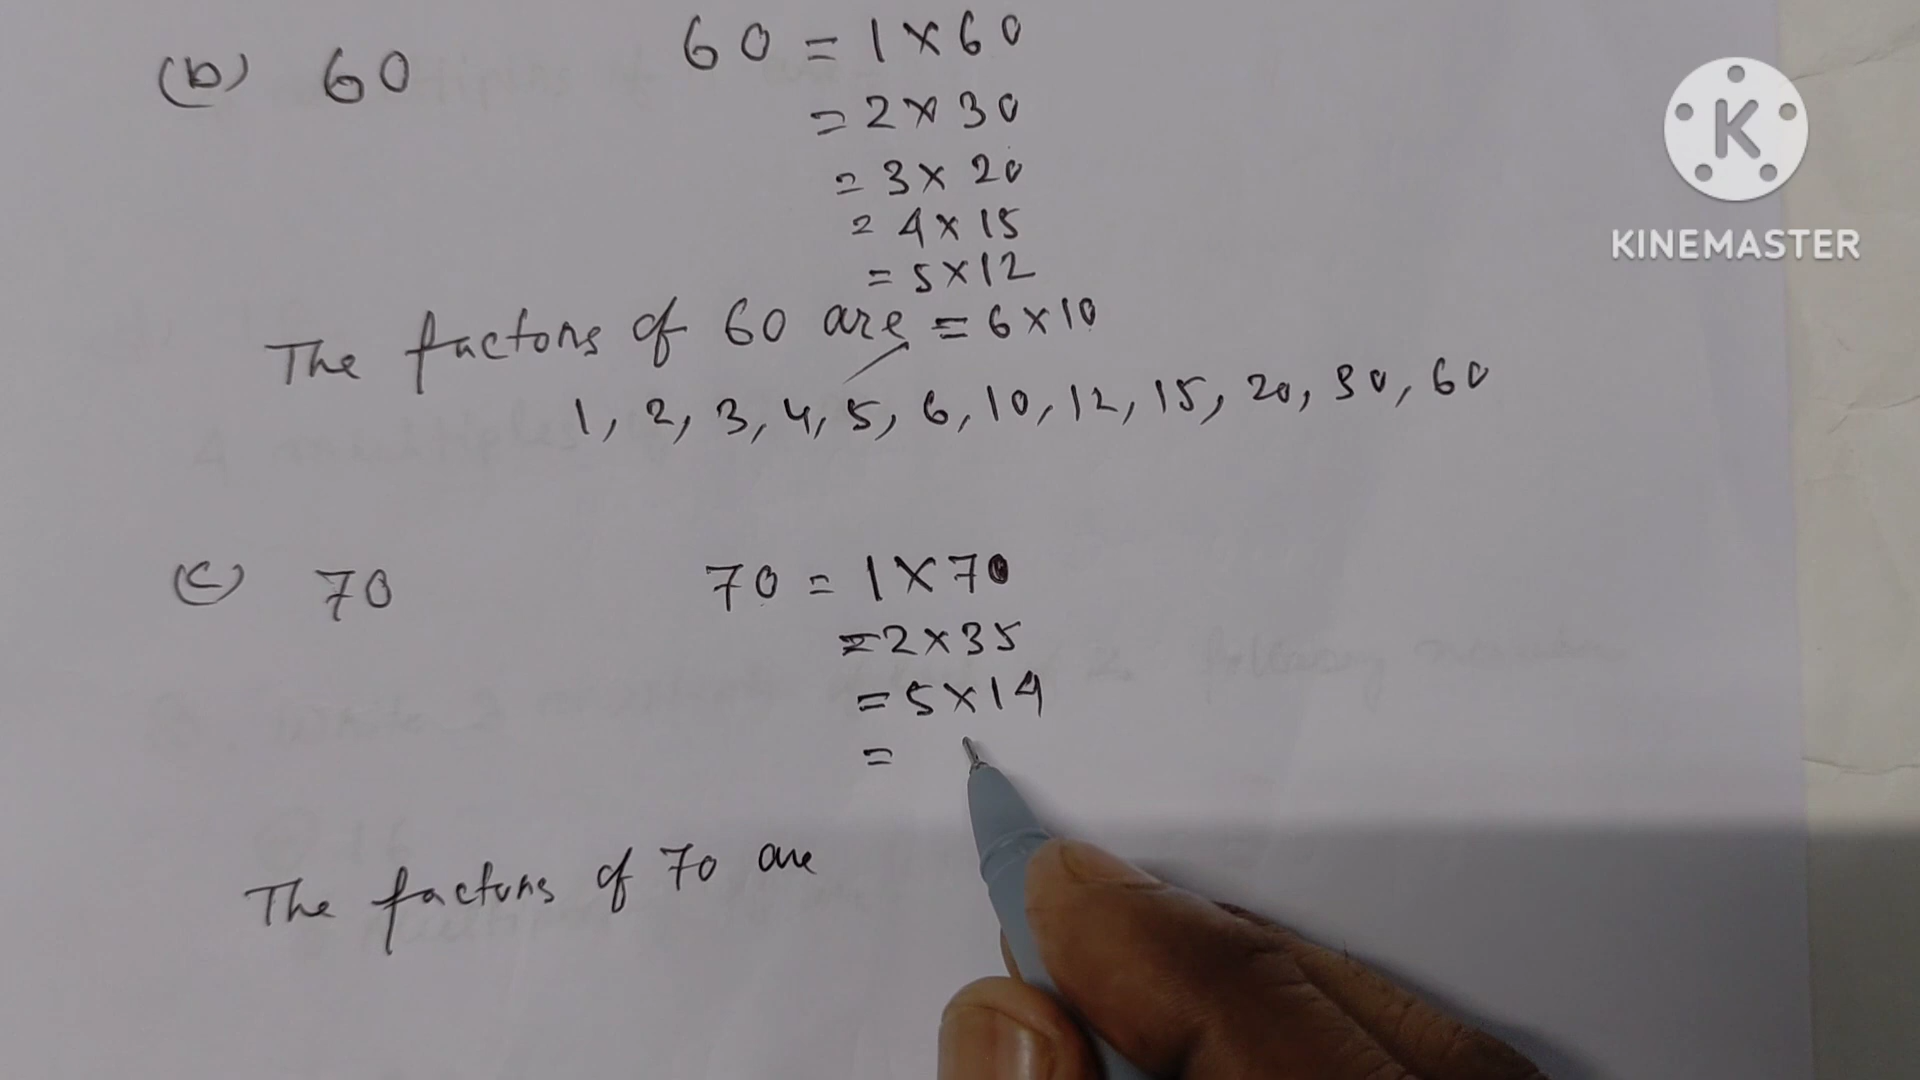 (b) 60 60 = 1 × 60
= 2 × 30
= 3 × 20
= 4 × 15
= 5 × 12
The factors of 60 are = 6 × 10
1, 2, 3, 4, 5, 6, 10, 12, 15, 20, 30, 60
(c) 70 70 = 1 × 70
= 2 × 35
= 5 × 14
=
The factors of 70 are
KINEMASTER